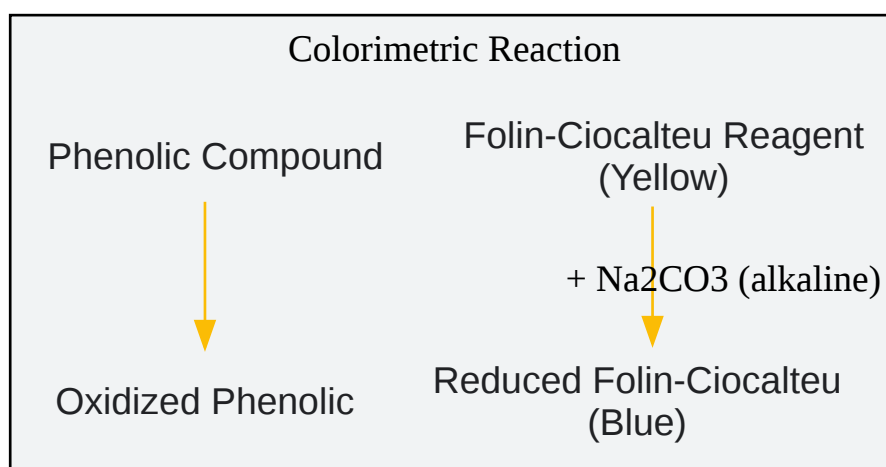 Colorimetric Reaction
Phenolic Compound
Folin-Ciocalteu Reagent
(Yellow)
+ Na2CO3 (alkaline)
Oxidized Phenolic
Reduced Folin-Ciocalteu
(Blue)